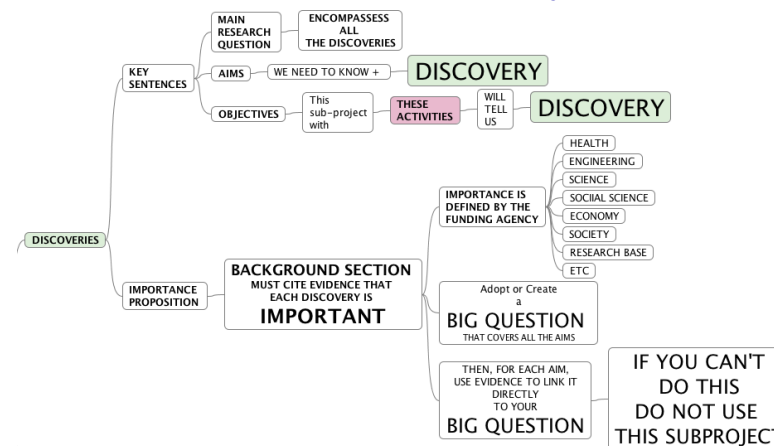 DISCOVERIES
KEY
SENTENCES
MAIN
RESEARCH
QUESTION
ENCOMPASSESS
ALL
THE DISCOVERIES
AIMS
WE NEED TO KNOW +
DISCOVERY
OBJECTIVES
This
sub-project
with
THESE
ACTIVITIES
WILL
TELL
US
DISCOVERY
IMPORTANCE
PROPOSITION
BACKGROUND SECTION
MUST CITE EVIDENCE THAT
EACH DISCOVERY IS
IMPORTANT
IMPORTANCE IS
DEFINED BY THE
FUNDING AGENCY
HEALTH
ENGINEERING
SCIENCE
SOCIIAL SCIENCE
ECONOMY
SOCIETY
RESEARCH BASE
ETC
Adopt or Create
a
BIG QUESTION
THAT COVERS ALL THE AIMS
THEN, FOR EACH AIM,
USE EVIDENCE TO LINK IT
DIRECTLY
TO YOUR
BIG QUESTION
IF YOU CAN'T
DO THIS
DO NOT USE
THIS SUBPROJECT